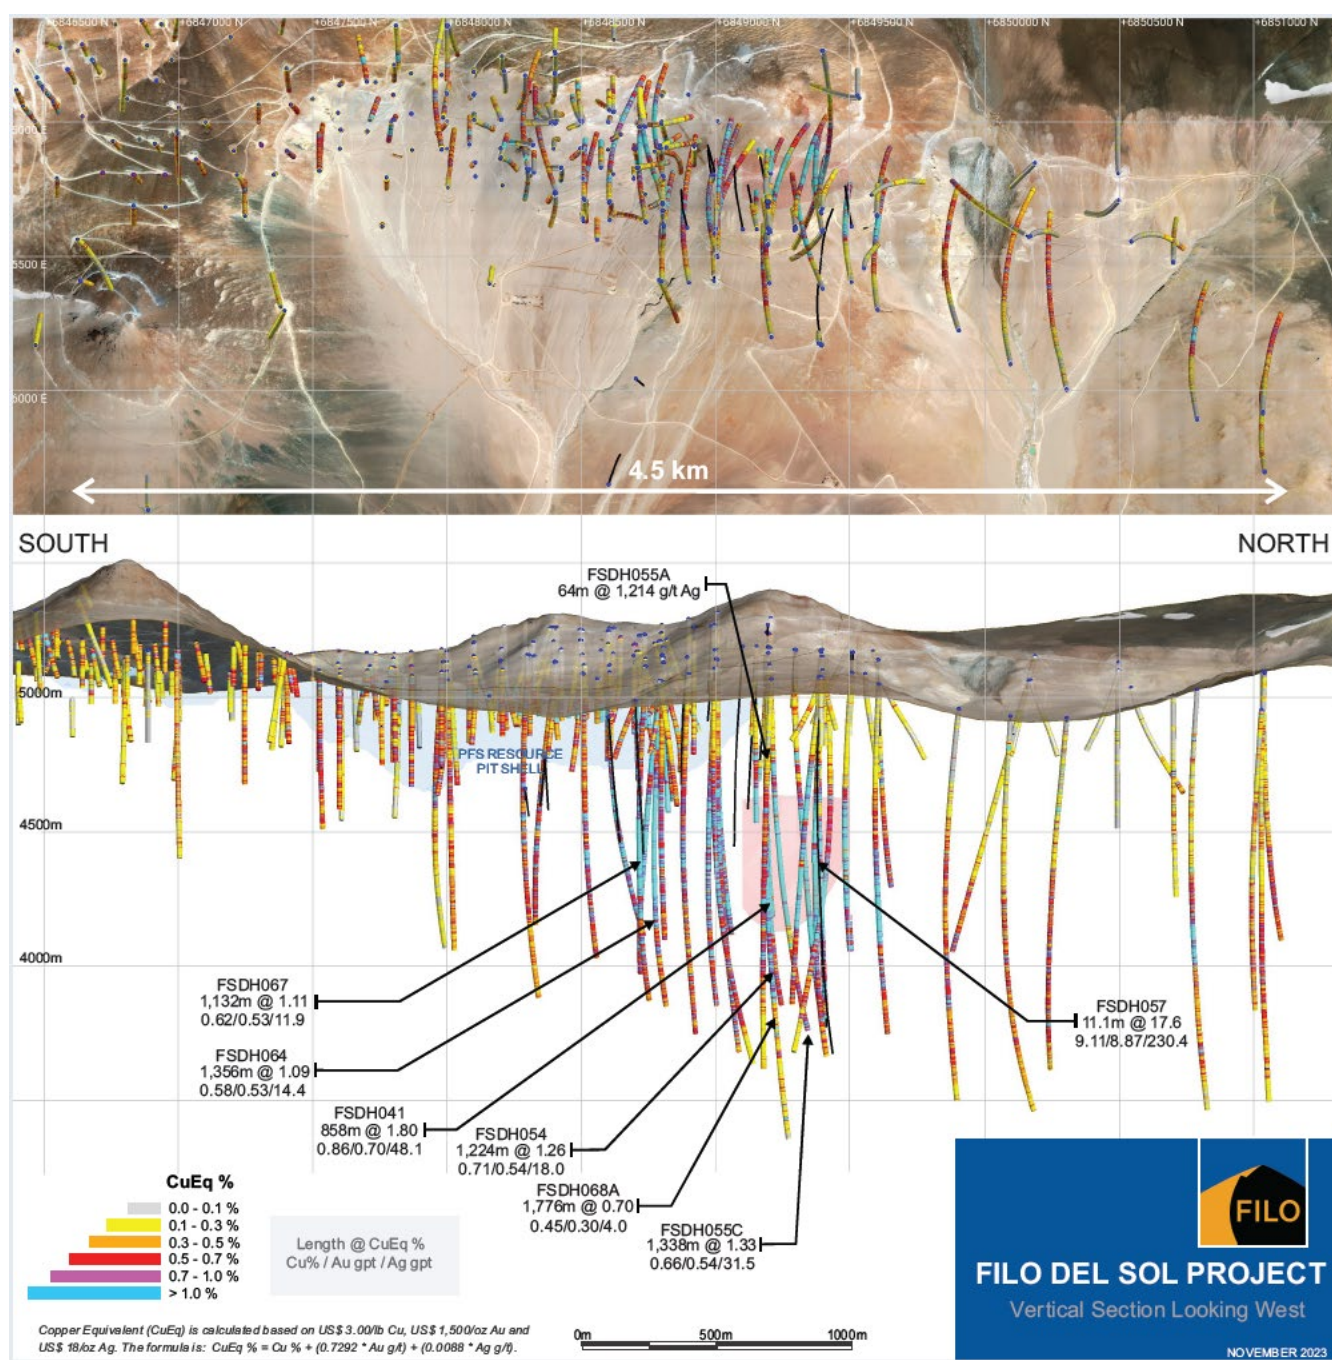 +6846500 N
+6847000 N
+6847500 N
+6848000 N
+6848500 N
+6849000 N
+6849500 N
+6850000 N
+6850500 N
+6851000 N
5000 E
5500 E
6000 E
4.5 km
SOUTH
NORTH
FSDH055A
64m @ 1,214 g/t Ag
5000m
PFS RESOURCE
PIT SHELL
4500m
4000m
FSDH067
1,132m @ 1.11
0.62/0.53/11.9
FSDH057
11.1m @ 17.6
9.11/8.87/230.4
FSDH064
1,356m @ 1.09
0.58/0.53/14.4
FSDH041
858m @ 1.80
0.86/0.70/48.1
FSDH054
1,224m @ 1.26
0.71/0.54/18.0
FSDH068A
1,776m @ 0.70
0.45/0.30/4.0
FSDH055C
1,338m @ 1.33
0.66/0.54/31.5
CuEq %
0.0 - 0.1 %
0.1 - 0.3 %
0.3 - 0.5 %
0.5 - 0.7 %
0.7 - 1.0 %
> 1.0 %
Length @ CuEq %
Cu% / Au gpt / Ag gpt
Copper Equivalent (CuEq) is calculated based on US$ 3.00/lb Cu, US$ 1,500/oz Au and
US$ 18/oz Ag. The formula is: CuEq % = Cu % + (0.7292 * Au g/t) + (0.0088 * Ag g/t).
0m
500m
1000m
FILO
FILO DEL SOL PROJECT
Vertical Section Looking West
NOVEMBER 2023